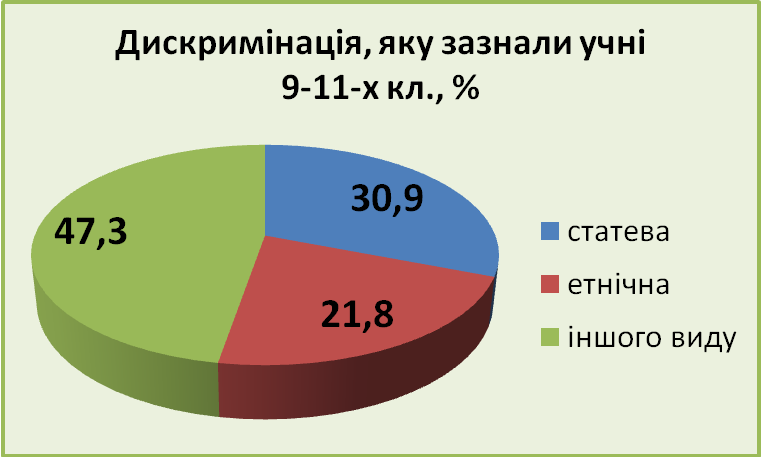 Дискримінація, яку зазнали учні
9-11-х кл., %
30,9
47,3
21,8
статева
етнічна
іншого виду